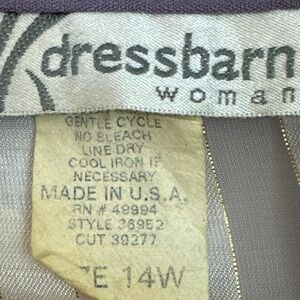 dressbarn
woman
GENTLE CYCLE
NO BLEACH
LINE DRY
COOL IRON IF
NECESSARY
MADE IN U.S.A.
RN # 49994
STYLE 36952
CUT 39277
14W